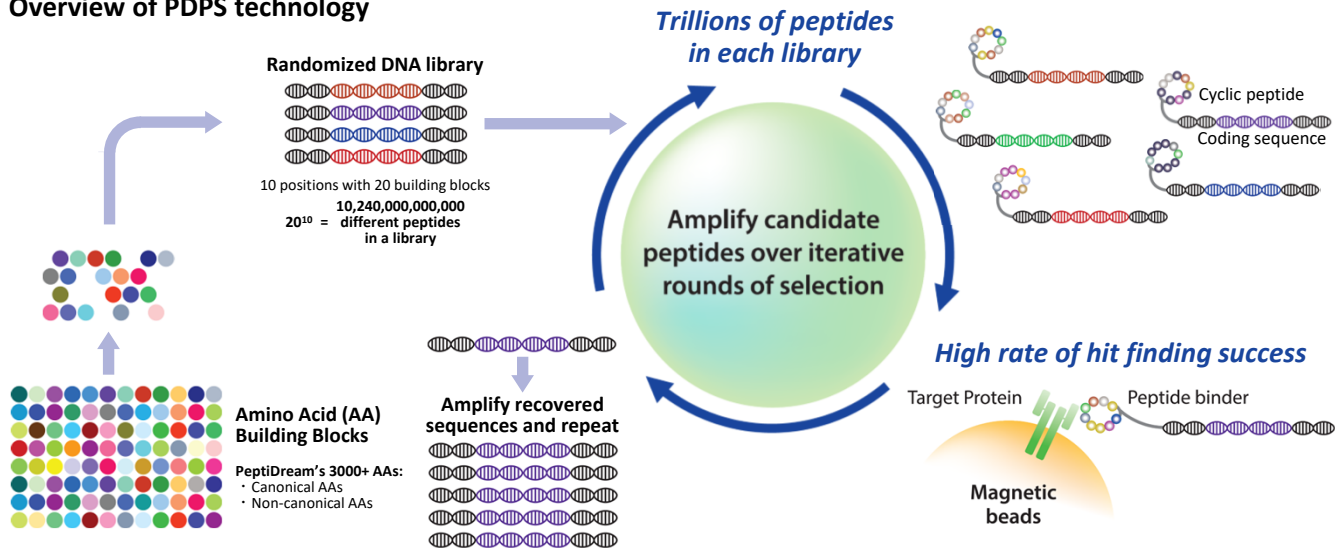 Overview of PDPS technology
Randomized DNA library
10 positions with 20 building blocks
10,240,000,000,000
20¹⁰ = different peptides
in a library
Amino Acid (AA)
Building Blocks
PeptiDream's 3000+ AAs:
・Canonical AAs
・Non-canonical AAs
Trillions of peptides
in each library
Amplify candidate
peptides over iterative
rounds of selection
Cyclic peptide
Coding sequence
High rate of hit finding success
Target Protein
Peptide binder
Magnetic
beads
Amplify recovered
sequences and repeat